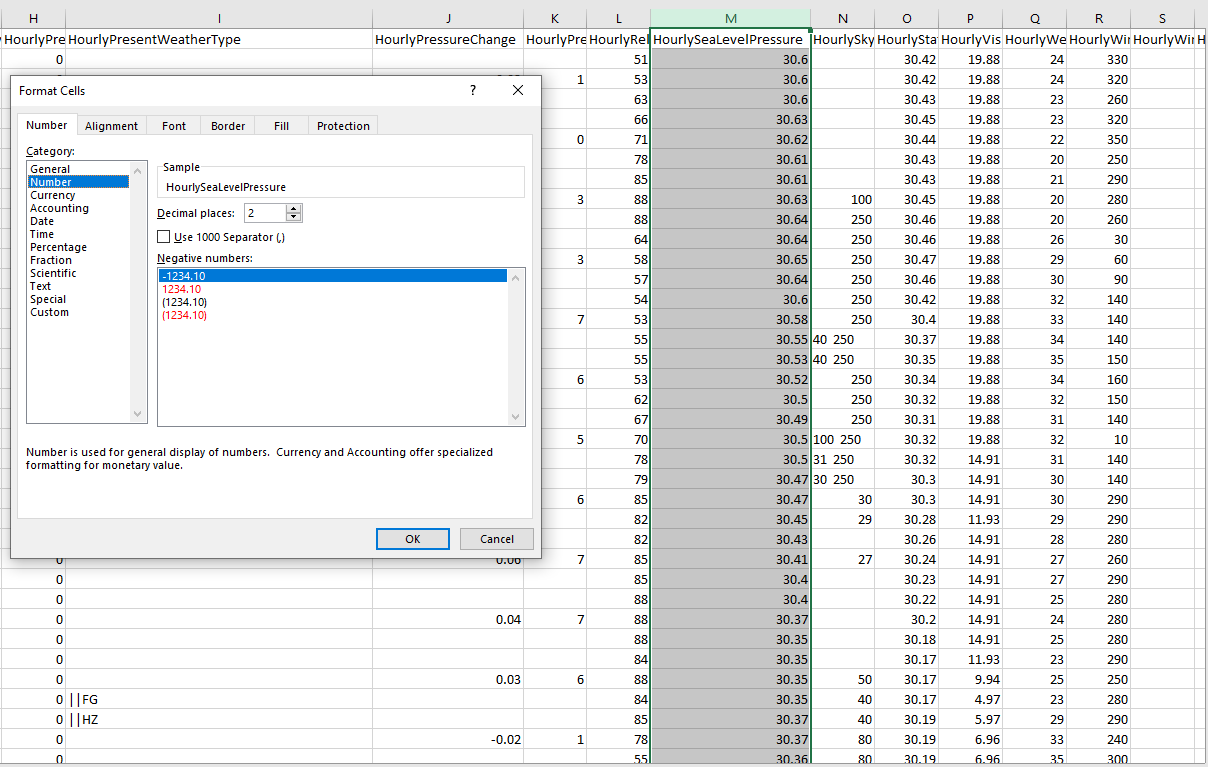 H I J K L M N O P Q R S
HourlyPre HourlyPresentWeatherType HourlyPressureChange HourlyPre HourlyRel HourlySeaLevelPressure HourlySky HourlyStat HourlyVis HourlyWe HourlyWin HourlyWin H
0 51 30.6 30.42 19.88 24 330
1 53 30.6 30.42 19.88 24 320
63 30.6 30.43 19.88 23 260
66 30.63 30.45 19.88 23 320
0 71 30.62 30.44 19.88 22 350
78 30.61 30.43 19.88 20 250
85 30.61 30.43 19.88 21 290
3 88 30.63 100 30.45 19.88 20 280
88 30.64 250 30.46 19.88 20 260
64 30.64 250 30.46 19.88 26 30
3 58 30.65 250 30.47 19.88 29 60
57 30.64 250 30.46 19.88 30 90
54 30.6 250 30.42 19.88 32 140
7 53 30.58 250 30.4 19.88 33 140
55 30.55 40 250 30.37 19.88 34 140
55 30.53 40 250 30.35 19.88 35 150
6 53 30.52 250 30.34 19.88 34 160
62 30.5 250 30.32 19.88 32 150
67 30.49 250 30.31 19.88 31 140
5 70 30.5 100 250 30.32 19.88 32 10
78 30.5 31 250 30.32 14.91 31 140
79 30.47 30 250 30.3 14.91 30 140
6 85 30.47 30 30.3 14.91 30 290
82 30.45 29 30.28 11.93 29 290
82 30.43 30.26 14.91 28 280
0 0.06 7 85 30.41 27 30.24 14.91 27 260
0 85 30.4 30.23 14.91 27 290
0 88 30.4 30.22 14.91 25 280
0 0.04 7 88 30.37 30.2 14.91 24 280
0 88 30.35 30.18 14.91 25 280
0 84 30.35 30.17 11.93 23 290
0 0.03 6 88 30.35 50 30.17 9.94 25 250
0 ||FG 84 30.35 40 30.17 4.97 23 280
0 ||HZ 85 30.37 40 30.19 5.97 29 290
0 -0.02 1 78 30.37 80 30.19 6.96 33 240
0 55 30.36 80 30.19 6.96 35 300
Format Cells ?
Number Alignment Font Border Fill Protection
Category:
General
Number
Currency
Accounting
Date
Time
Percentage
Fraction
Scientific
Text
Special
Custom
Sample
HourlySeaLevelPressure
Decimal places: 2
Use 1000 Separator (,)
Negative numbers:
-1234.10
1234.10
(1234.10)
(1234.10)
Number is used for general display of numbers. Currency and Accounting offer specialized
formatting for monetary value.
OK Cancel